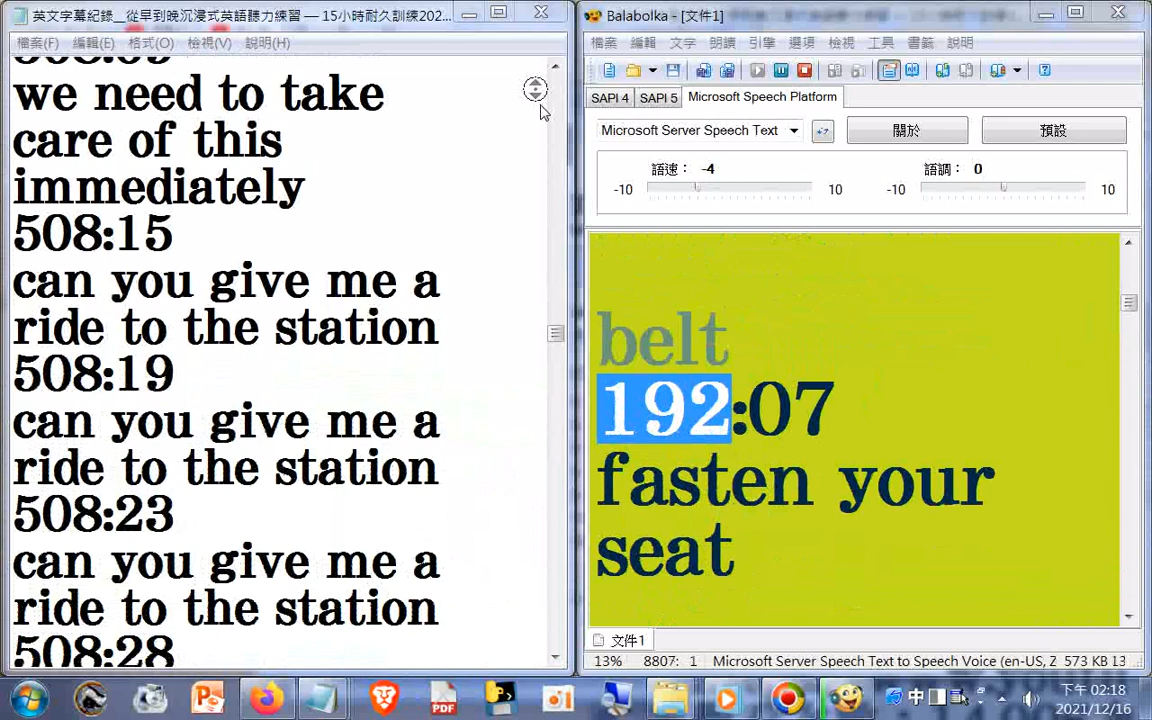 英文字幕紀錄__從早到晚沉浸式英語聽力練習 — 15小時耐久訓練202...
檔案(F) 編輯(E) 格式(O) 檢視(V) 說明(H)
we need to take
care of this
immediately
508:15
can you give me a
ride to the station
508:19
can you give me a
ride to the station
508:23
can you give me a
ride to the station
508:28
Balabolka - [文件1]
檔案 編輯 文字 朗讀 引擎 選項 檢視 工具 書籤 說明
SAPI 4 SAPI 5 Microsoft Speech Platform
Microsoft Server Speech Text 關於 預設
語速： -4 語調： 0
-10 10 -10 10
belt
192:07
fasten your
seat
文件1
13% 8807: 1 Microsoft Server Speech Text to Speech Voice (en-US, Z 573 KB 13
中 下午 02:18
2021/12/16